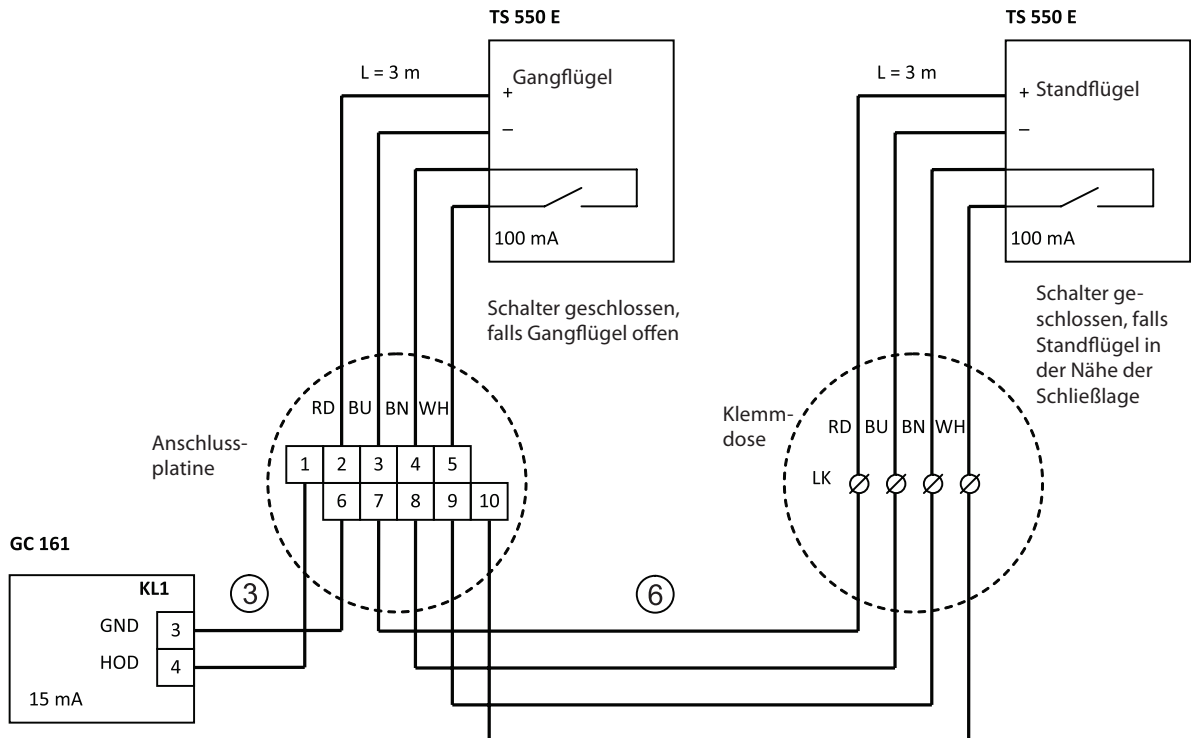 TS 550 E
TS 550 E
L = 3 m
Gangflügel
+
–
100 mA
L = 3 m
+ Standflügel
–
100 mA
Schalter geschlossen,
falls Gangflügel offen
Schalter ge-
schlossen, falls
Standflügel in
der Nähe der
Schließlage
RD BU BN WH
Anschluss-
platine
1 2 3 4 5
6 7 8 9 10
Klemm-
dose
RD BU BN WH
LK
GC 161
KL1
GND 3
HOD 4
15 mA
3
6